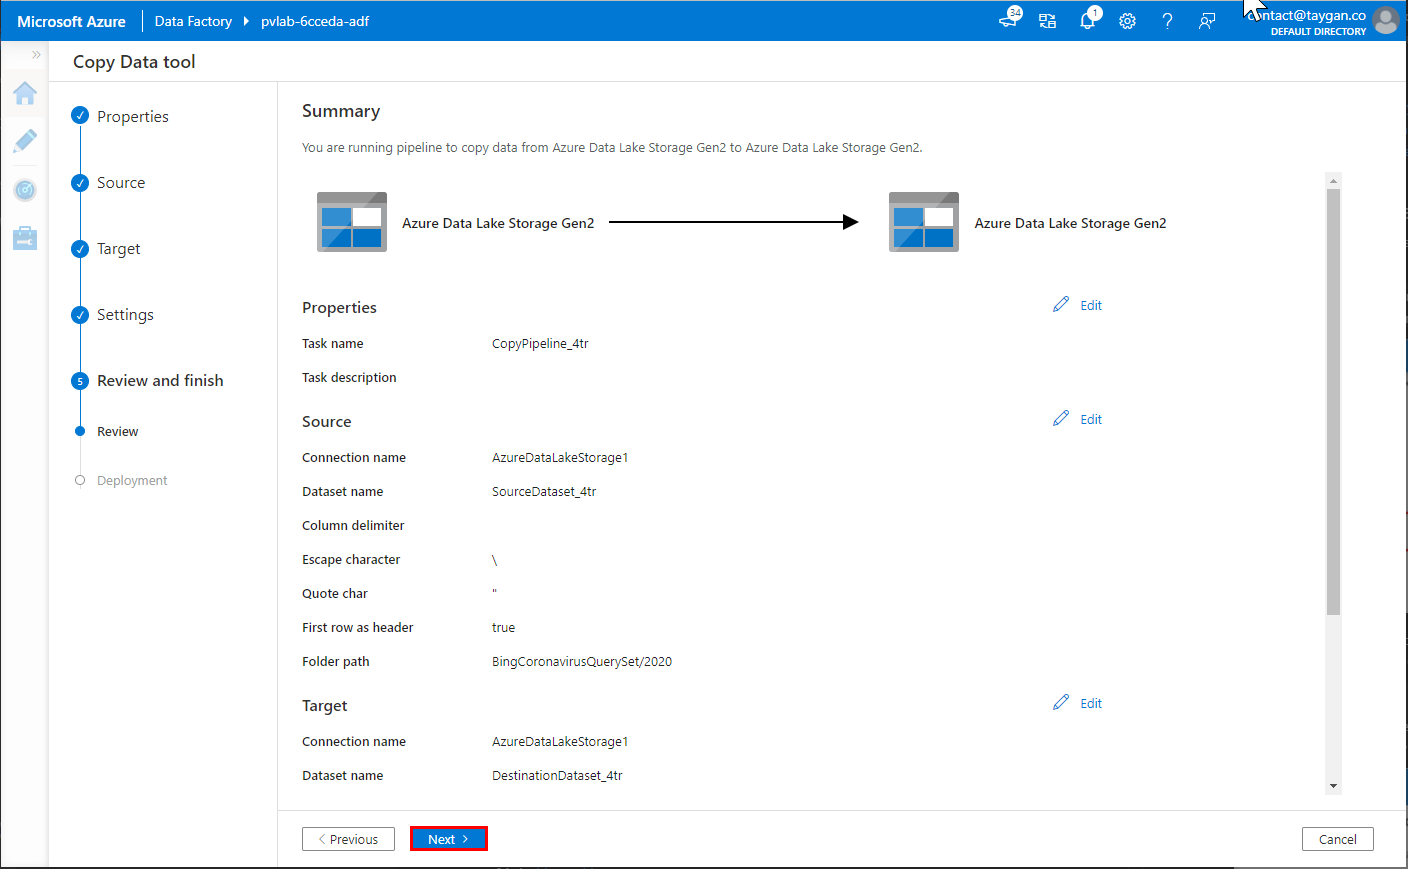 Microsoft Azure
Data Factory
pvlab-6cceda-adf
34
1
?
contact@taygan.co
DEFAULT DIRECTORY
Copy Data tool
Properties
Source
Target
Settings
5
Review and finish
Review
Deployment
Summary
You are running pipeline to copy data from Azure Data Lake Storage Gen2 to Azure Data Lake Storage Gen2.
Azure Data Lake Storage Gen2
Azure Data Lake Storage Gen2
Properties
Edit
Task name
CopyPipeline_4tr
Task description
Source
Edit
Connection name
AzureDataLakeStorage1
Dataset name
SourceDataset_4tr
Column delimiter
Escape character
\
Quote char
"
First row as header
true
Folder path
BingCoronavirusQuerySet/2020
Target
Edit
Connection name
AzureDataLakeStorage1
Dataset name
DestinationDataset_4tr
Previous
Next
Cancel